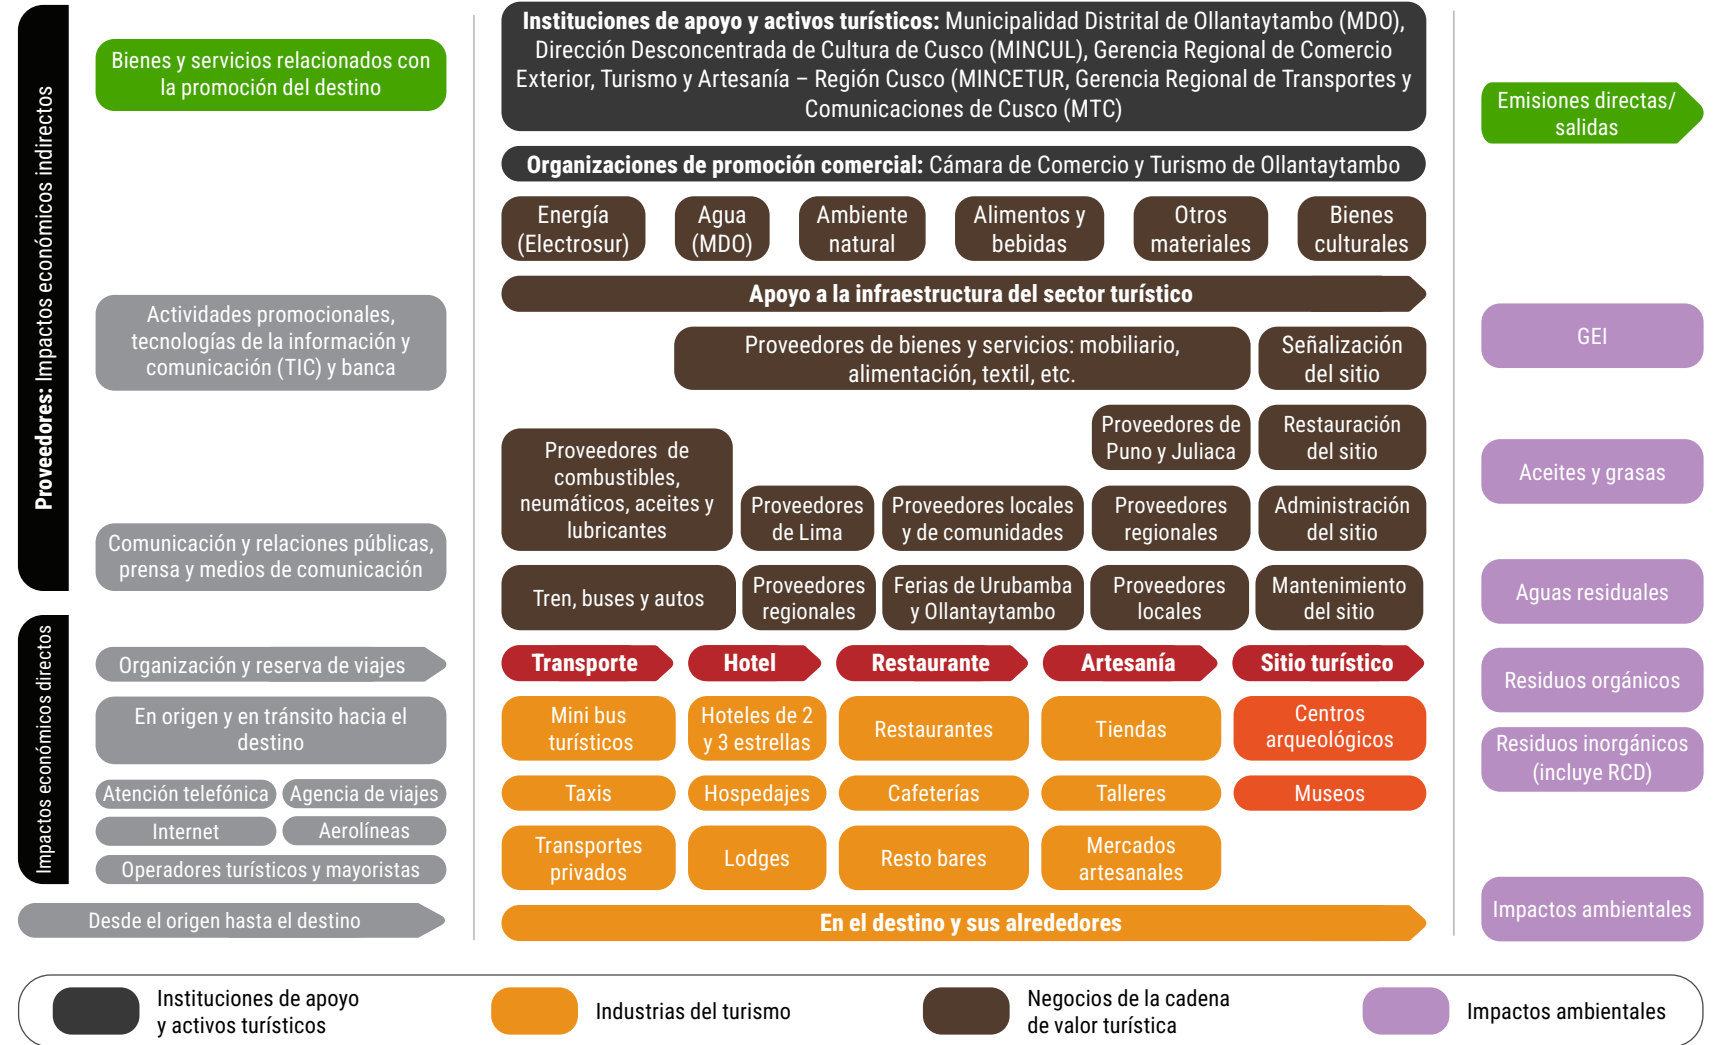 Proveedores: Impactos económicos indirectos
Bienes y servicios relacionados con
la promoción del destino
Actividades promocionales,
tecnologías de la información y
comunicación (TIC) y banca
Comunicación y relaciones públicas,
prensa y medios de comunicación
Impactos económicos directos
Organización y reserva de viajes
En origen y en tránsito hacia el
destino
Atención telefónica
Agencia de viajes
Internet
Aerolíneas
Operadores turísticos y mayoristas
Desde el origen hasta el destino
Instituciones de apoyo y activos turísticos: Municipalidad Distrital de Ollantaytambo (MDO),
Dirección Desconcentrada de Cultura de Cusco (MINCUL), Gerencia Regional de Comercio
Exterior, Turismo y Artesanía – Región Cusco (MINCETUR, Gerencia Regional de Transportes y
Comunicaciones de Cusco (MTC)
Organizaciones de promoción comercial: Cámara de Comercio y Turismo de Ollantaytambo
Energía
(Electrosur)
Agua
(MDO)
Ambiente
natural
Alimentos y
bebidas
Otros
materiales
Bienes
culturales
Apoyo a la infraestructura del sector turístico
Proveedores de bienes y servicios: mobiliario,
alimentación, textil, etc.
Señalización
del sitio
Proveedores de
combustibles,
neumáticos, aceites y
lubricantes
Proveedores de
Puno y Juliaca
Restauración
del sitio
Proveedores
de Lima
Proveedores locales
y de comunidades
Proveedores
regionales
Administración
del sitio
Tren, buses y autos
Proveedores
regionales
Ferias de Urubamba
y Ollantaytambo
Proveedores
locales
Mantenimiento
del sitio
Transporte
Hotel
Restaurante
Artesanía
Sitio turístico
Mini bus
turísticos
Hoteles de 2
y 3 estrellas
Restaurantes
Tiendas
Centros
arqueológicos
Taxis
Hospedajes
Cafeterías
Talleres
Museos
Transportes
privados
Lodges
Resto bares
Mercados
artesanales
En el destino y sus alrededores
Emisiones directas/
salidas
GEI
Aceites y grasas
Aguas residuales
Residuos orgánicos
Residuos inorgánicos
(incluye RCD)
Impactos ambientales
Instituciones de apoyo
y activos turísticos
Industrias del turismo
Negocios de la cadena
de valor turística
Impactos ambientales